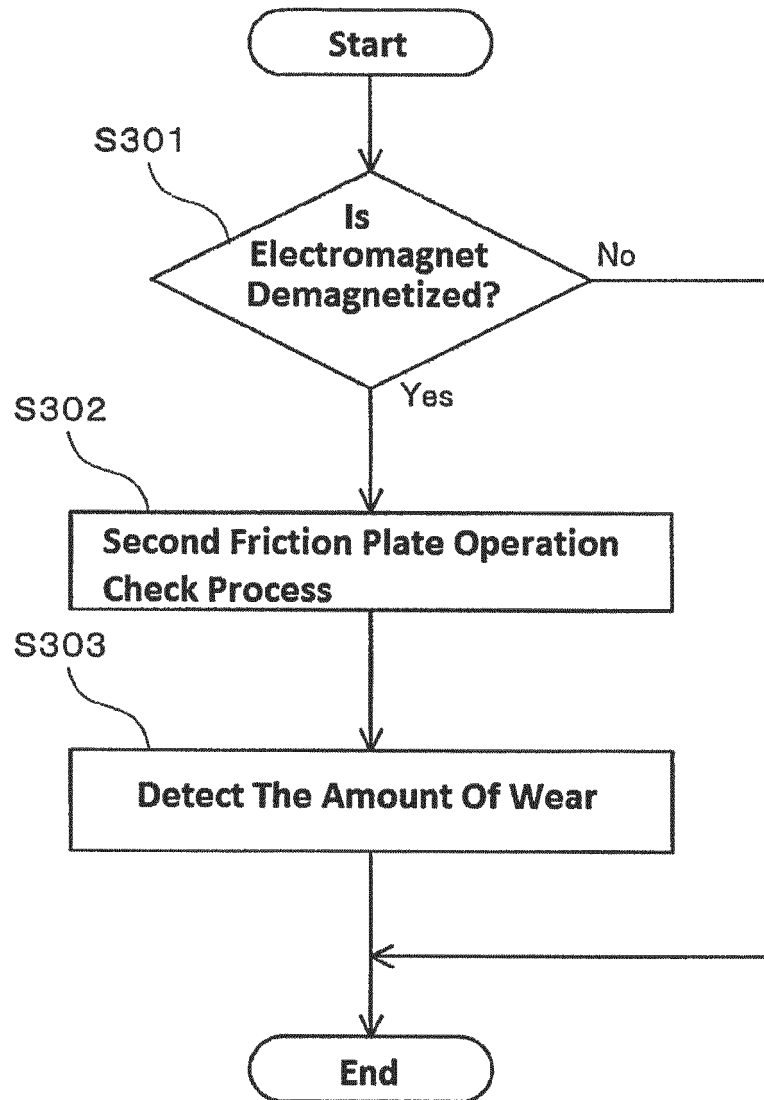 Start
S301
Is
Electromagnet
Demagnetized?
No
Yes
S302
Second Friction Plate Operation
Check Process
S303
Detect The Amount Of Wear
End